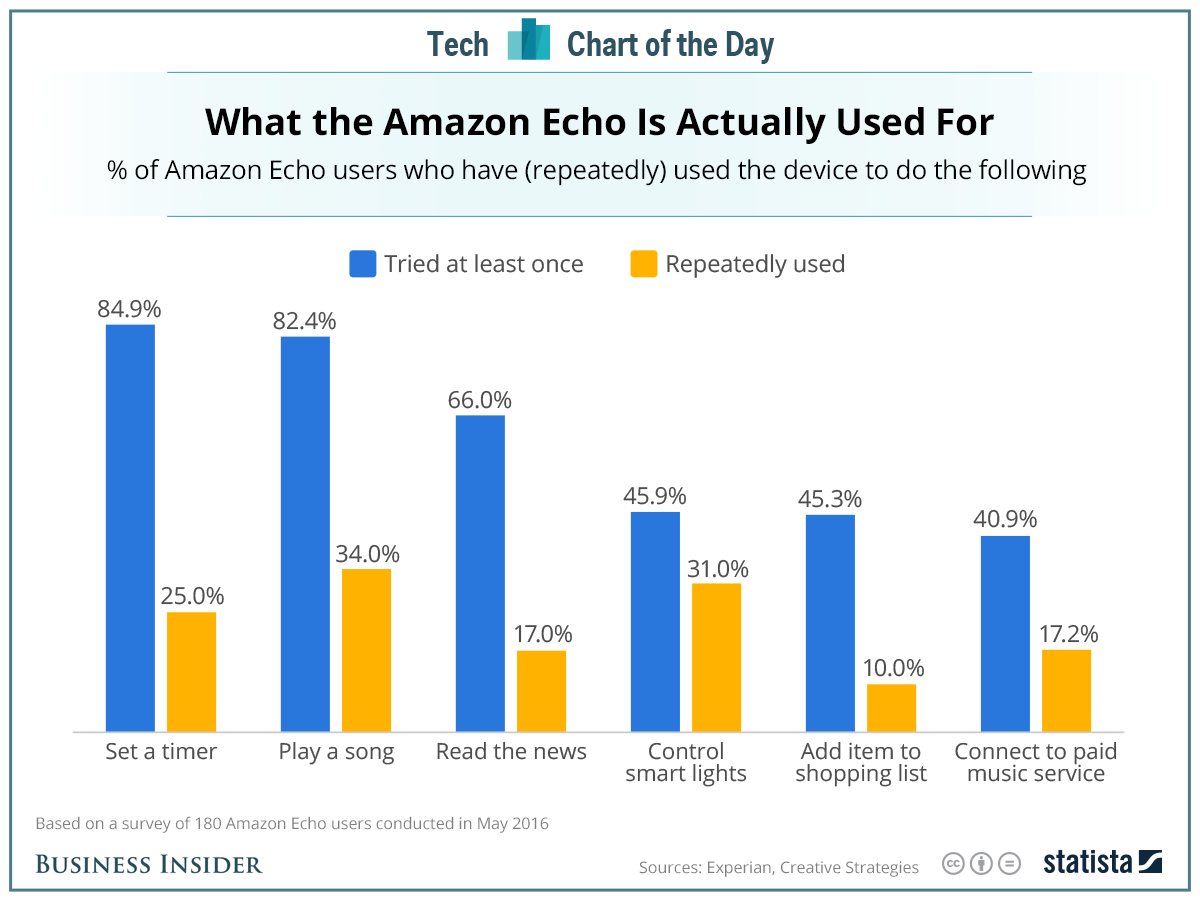 Tech Chart of the Day
What the Amazon Echo Is Actually Used For
% of Amazon Echo users who have (repeatedly) used the device to do the following
Tried at least once Repeatedly used
84.9% 82.4% 66.0% 45.9% 45.3% 40.9%
25.0% 34.0% 17.0% 31.0% 10.0% 17.2%
Set a timer Play a song Read the news Control Add item to Connect to paid
smart lights shopping list music service
Based on a survey of 180 Amazon Echo users conducted in May 2016
BUSINESS INSIDER Sources: Experian, Creative Strategies cc statista